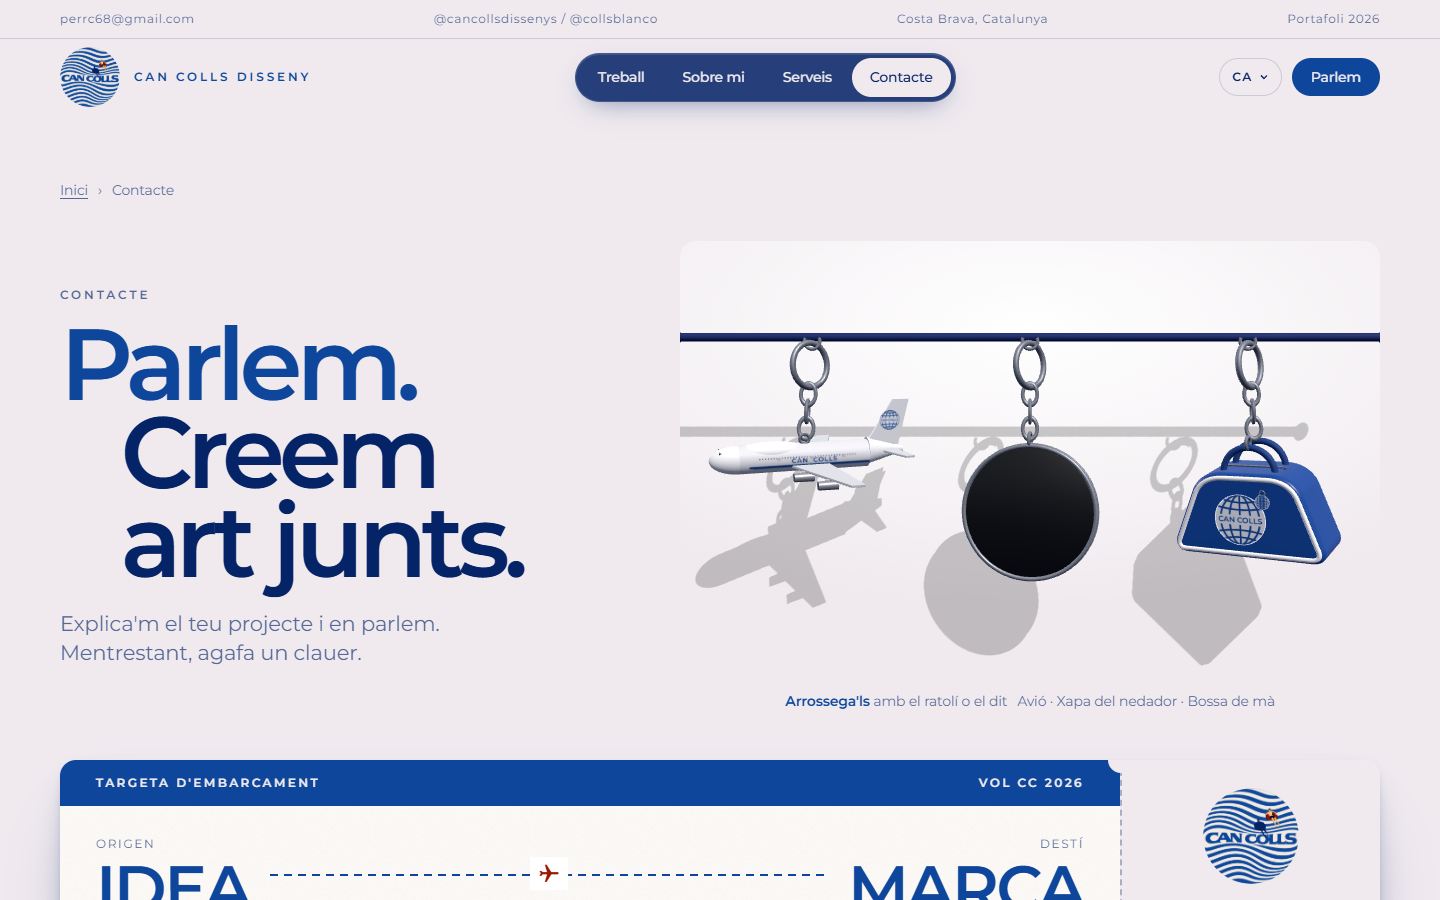 perrc68@gmail.com
@cancollsdissenys / @collsblanco
Costa Brava, Catalunya
Portafoli 2026
CAN COLLS
CAN COLLS DISSENY
Treball
Sobre mi
Serveis
Contacte
CA
Parlem
Inici › Contacte
CONTACTE
Parlem.
Creem
art junts.
Explica'm el teu projecte i en parlem.
Mentrestant, agafa un clauer.
CAN COLLS
CAN COLLS
Arrossega'ls amb el ratolí o el dit Avió · Xapa del nedador · Bossa de mà
TARGETA D'EMBARCAMENT
VOL CC 2026
ORIGEN
DESTÍ
IDEA
MARCA
CAN COLLS